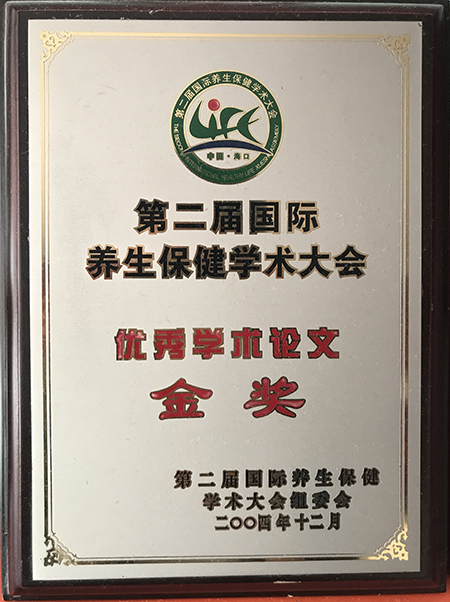 第二届国际养生保健学术大会
中国·海口
第二届国际
养生保健学术大会
优秀学术论文
金奖
第二届国际养生保健
学术大会组委会
二〇〇四年十二月